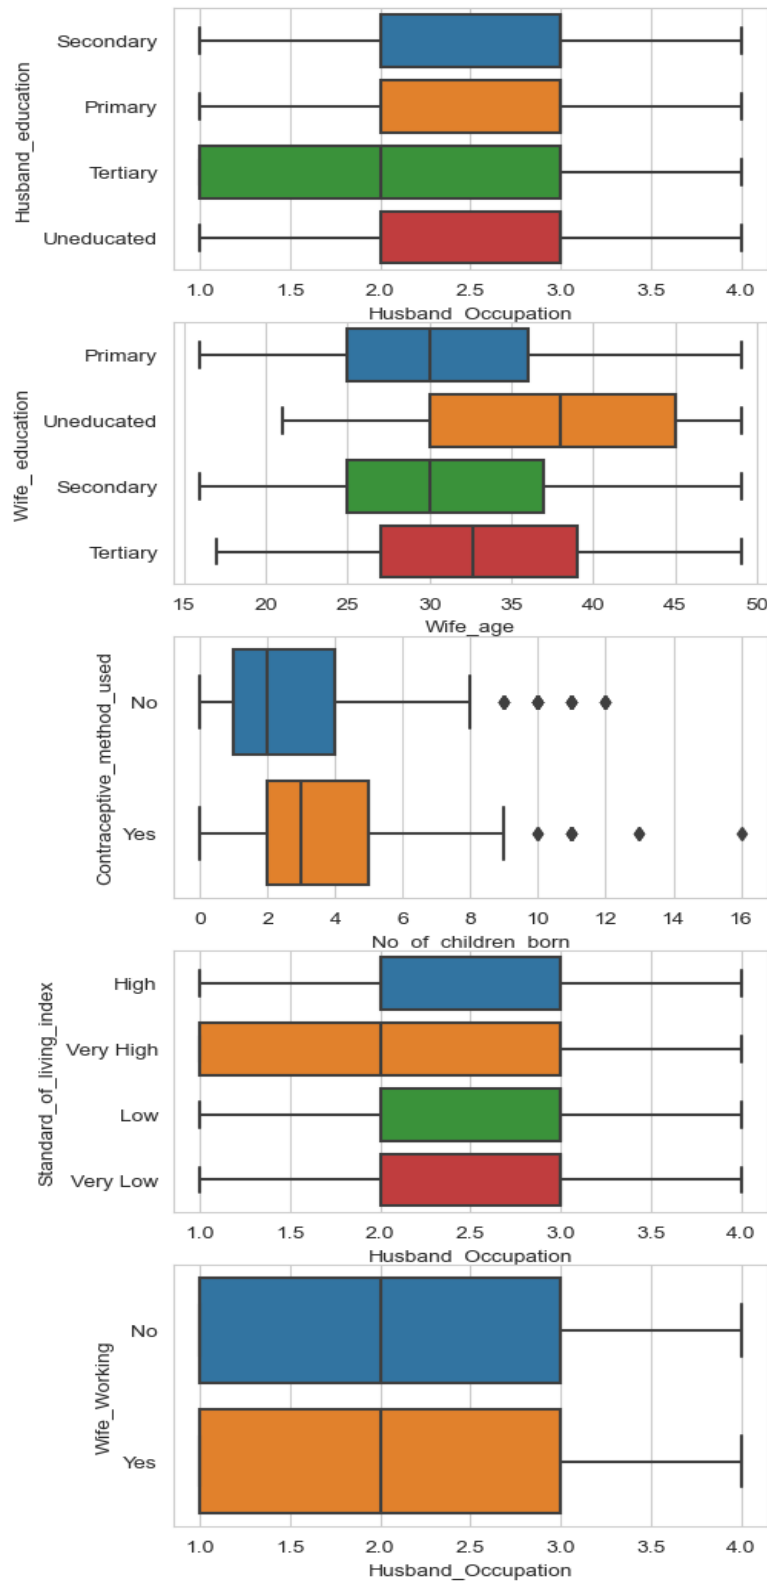 Husband_education
Secondary
Primary
Tertiary
Uneducated
1.0 1.5 2.0 2.5 3.0 3.5 4.0
Husband_Occupation
Wife_ education
Primary
Uneducated
Secondary
Tertiary
15 20 25 30 35 40 45 50
Wife_age
Contraceptive_method_used
No
Yes
0 2 4 6 8 10 12 14 16
No_of_children_born
Standard_of_living_index
High
Very High
Low
Very Low
1.0 1.5 2.0 2.5 3.0 3.5 4.0
Husband_Occupation
Wife_Working
No
Yes
1.0 1.5 2.0 2.5 3.0 3.5 4.0
Husband_Occupation